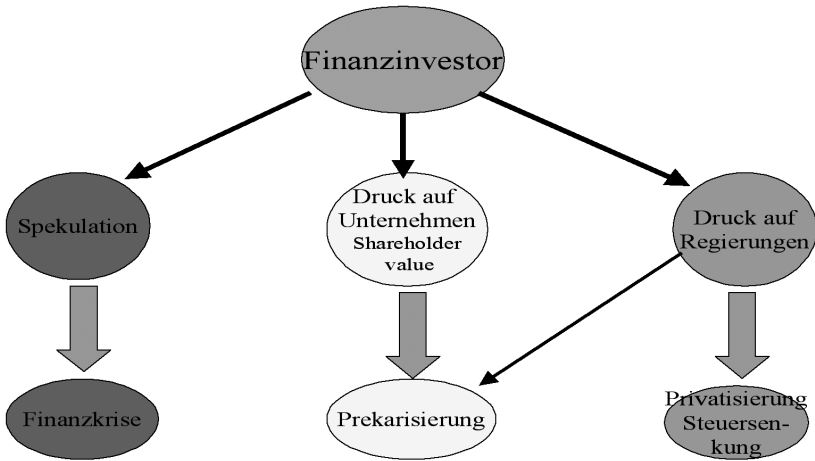 Finanzinvestor
Spekulation
Druck auf
Unternehmen
Shareholder
value
Druck auf
Regierungen
Finanzkrise
Prekarisierung
Privatisierung
Steuersen-
kung